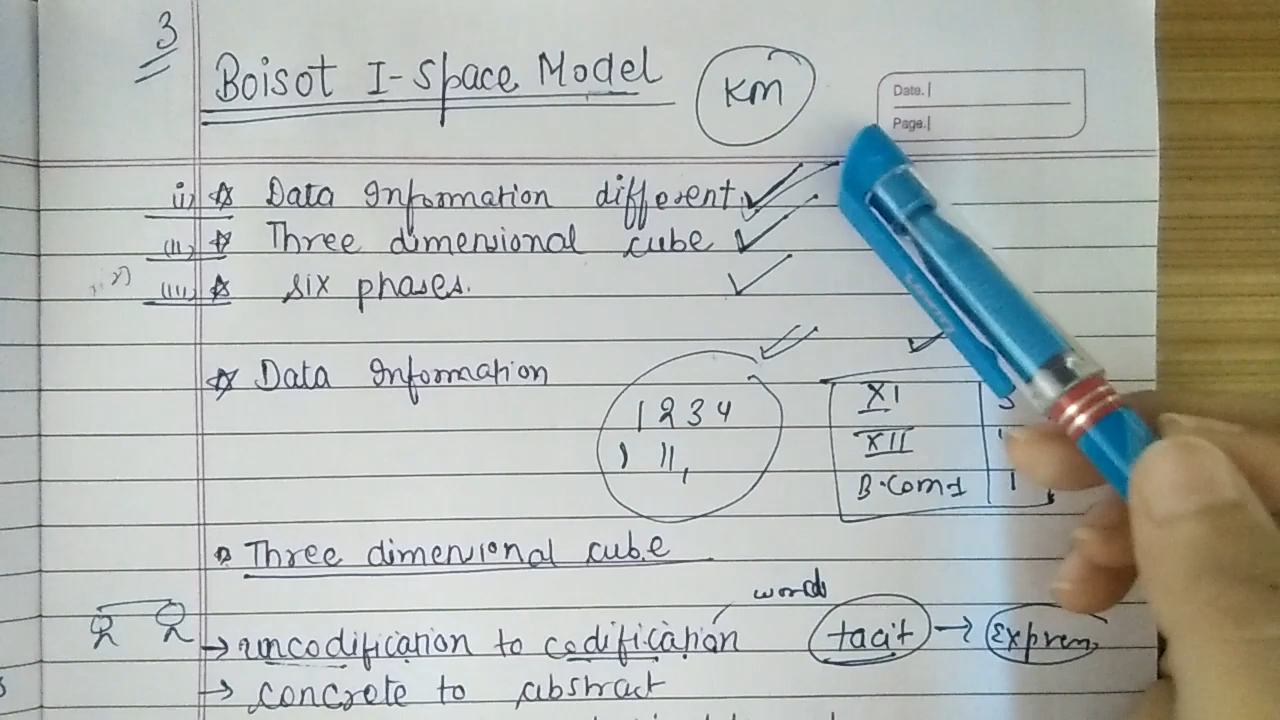 3
Boisot I-Space Model KM
Date.
Page.
i) ☆ Data Information different ✓
(ii) ☆ Three dimensional cube ✓
(iii) ☆ six phases. ✓
☆ Data Information
1 2 3 4
XI
XII
B.Com-1 1
Three dimensional cube
words
→ uncodification to codification tacit →
→ concrete to abstract